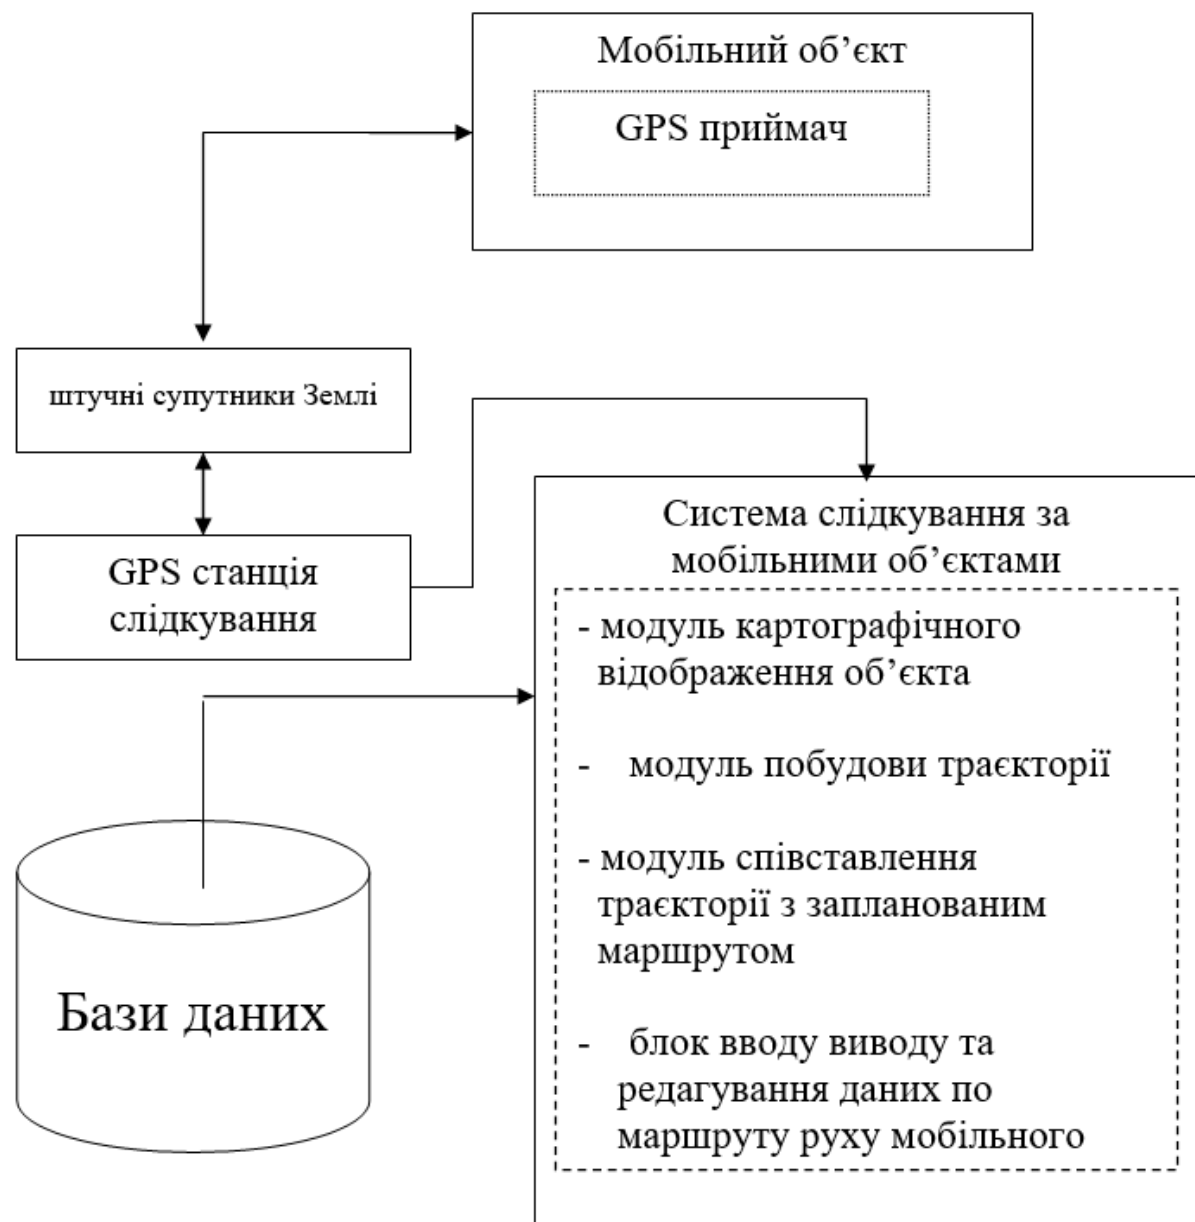 Мобільний об’єкт
GPS приймач
штучні супутники Землі
GPS станція
слідкування
Система слідкування за
мобільними об’єктами
- модуль картографічного
відображення об’єкта
- модуль побудови траєкторії
- модуль співставлення
траєкторії з запланованим
маршрутом
- блок вводу виводу та
редагування даних по
маршруту руху мобільного
Бази даних